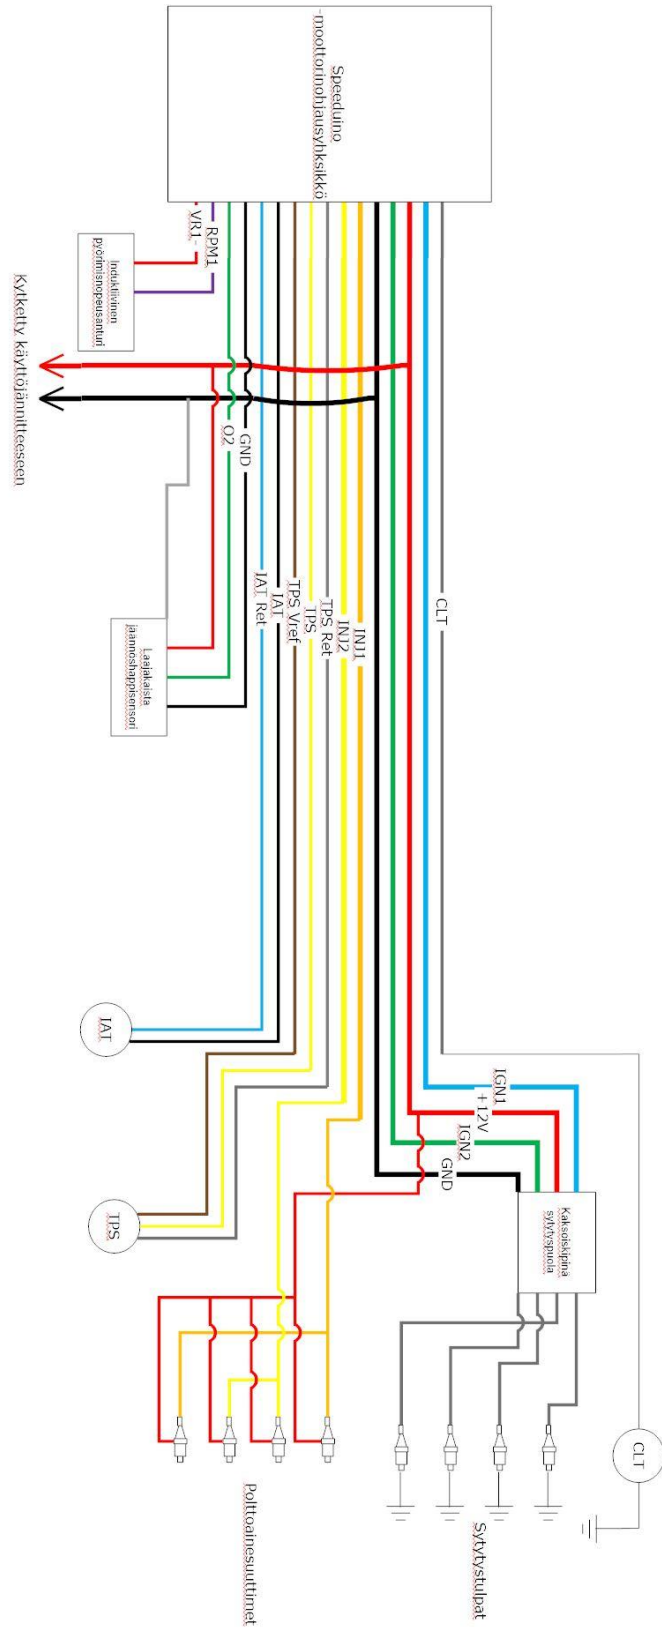 Speeduino
-moottorinohjausyhksikkö
VR1-
RPM1
Induktiivinen
pyörimisnopeusanturi
Kytketty käyttöjännitteeseen
O2
GND
Laajakaista
jäännöshappisensori
IAT Ret
IAT
TPS Vref
TPS
TPS Ret
INJ2
INJ1
CLT
IAT
IGN1
+12V
IGN2
GND
TPS
Kaksoiskipinä
sytytyspuola
CLT
Polttoainesuuttimet
Sytytystulpat